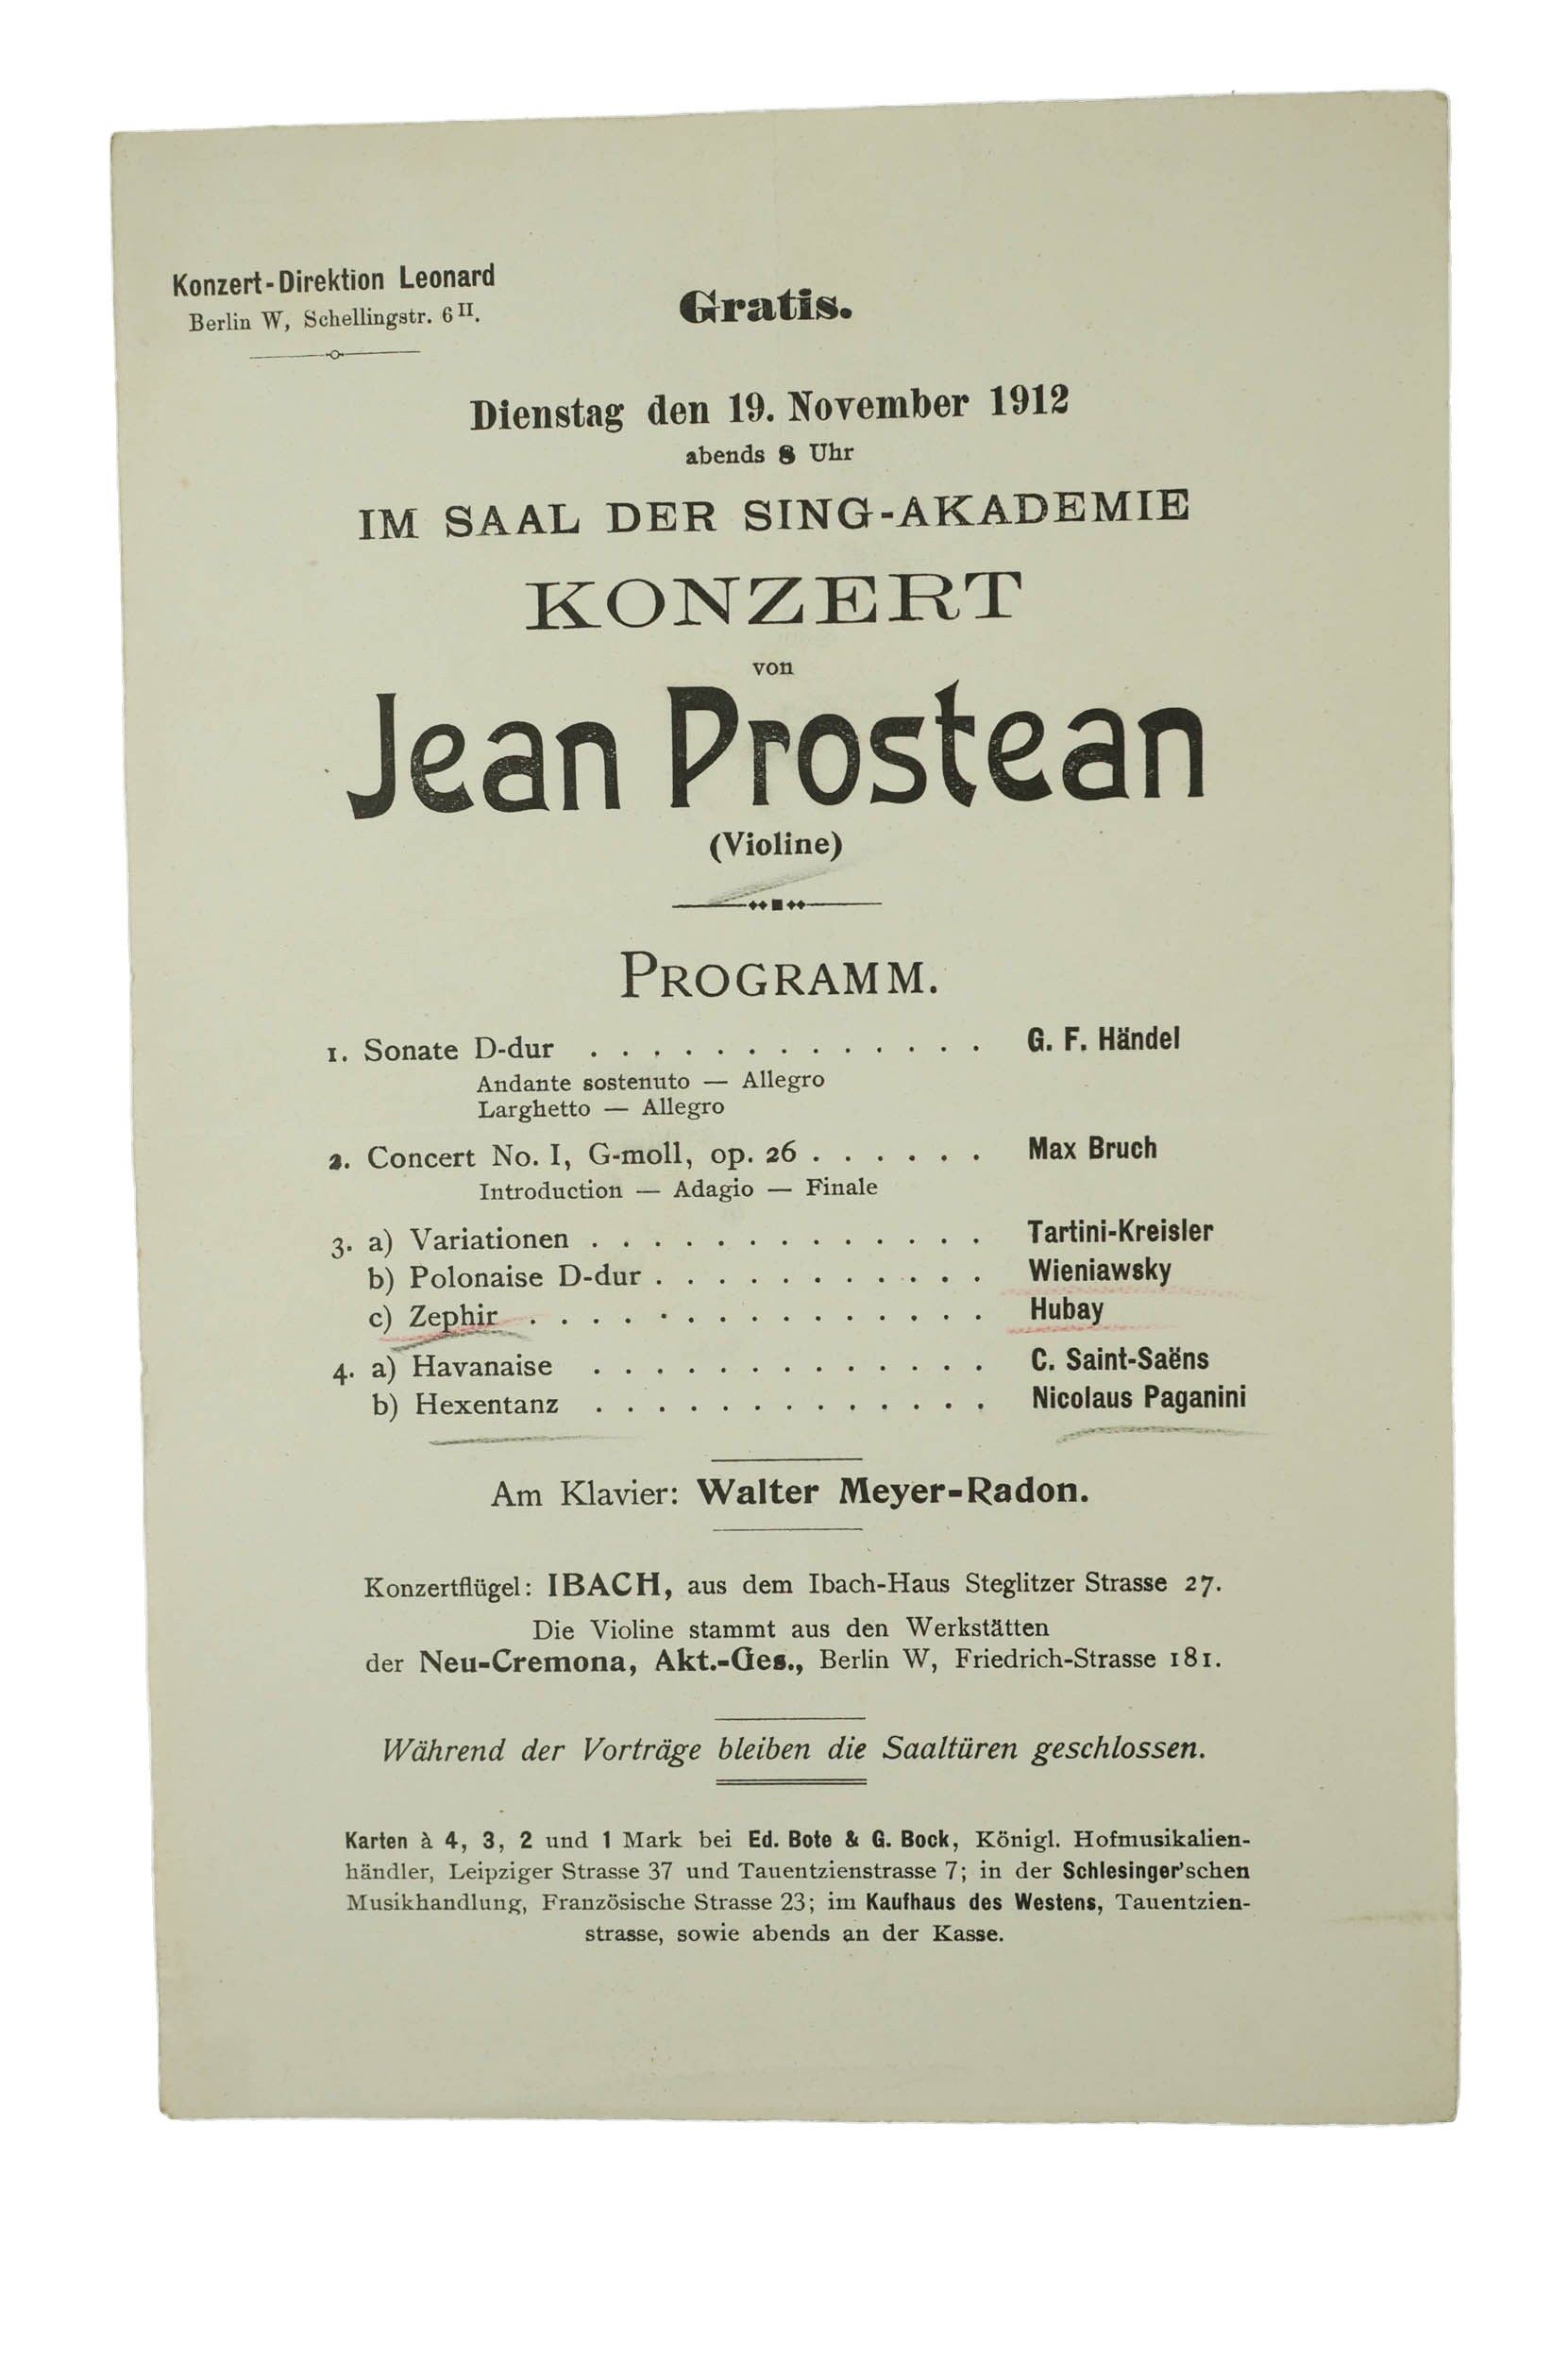 Konzert-Direktion Leonard
Berlin W, Schellingstr. 6 II.
Gratis.
Dienstag den 19. November 1912
abends 8 Uhr
IM SAAL DER SING-AKADEMIE
KONZERT
von
Jean Prostean
(Violine)
PROGRAMM.
1. Sonate D-dur . . . . . . . . . . . . . G. F. Händel
Andante sostenuto — Allegro
Larghetto — Allegro
2. Concert No. I, G-moll, op. 26 . . . . . . Max Bruch
Introduction — Adagio — Finale
3. a) Variationen . . . . . . . . . . . . . Tartini-Kreisler
b) Polonaise D-dur . . . . . . . . . . . Wieniawsky
c) Zephir . . . . . . . . . . . . . . . Hubay
4. a) Havanaise . . . . . . . . . . . . . C. Saint-Saëns
b) Hexentanz . . . . . . . . . . . . . Nicolaus Paganini
Am Klavier: Walter Meyer-Radon.
Konzertflügel: IBACH, aus dem Ibach-Haus Steglitzer Strasse 27.
Die Violine stammt aus den Werkstätten
der Neu-Cremona, Akt.-Ges., Berlin W, Friedrich-Strasse 181.
Während der Vorträge bleiben die Saaltüren geschlossen.
Karten à 4, 3, 2 und 1 Mark bei Ed. Bote & G. Bock, Königl. Hofmusikalien-
händler, Leipziger Strasse 37 und Tauentzienstrasse 7; in der Schlesinger'schen
Musikhandlung, Französische Strasse 23; im Kaufhaus des Westens, Tauentzien-
strasse, sowie abends an der Kasse.